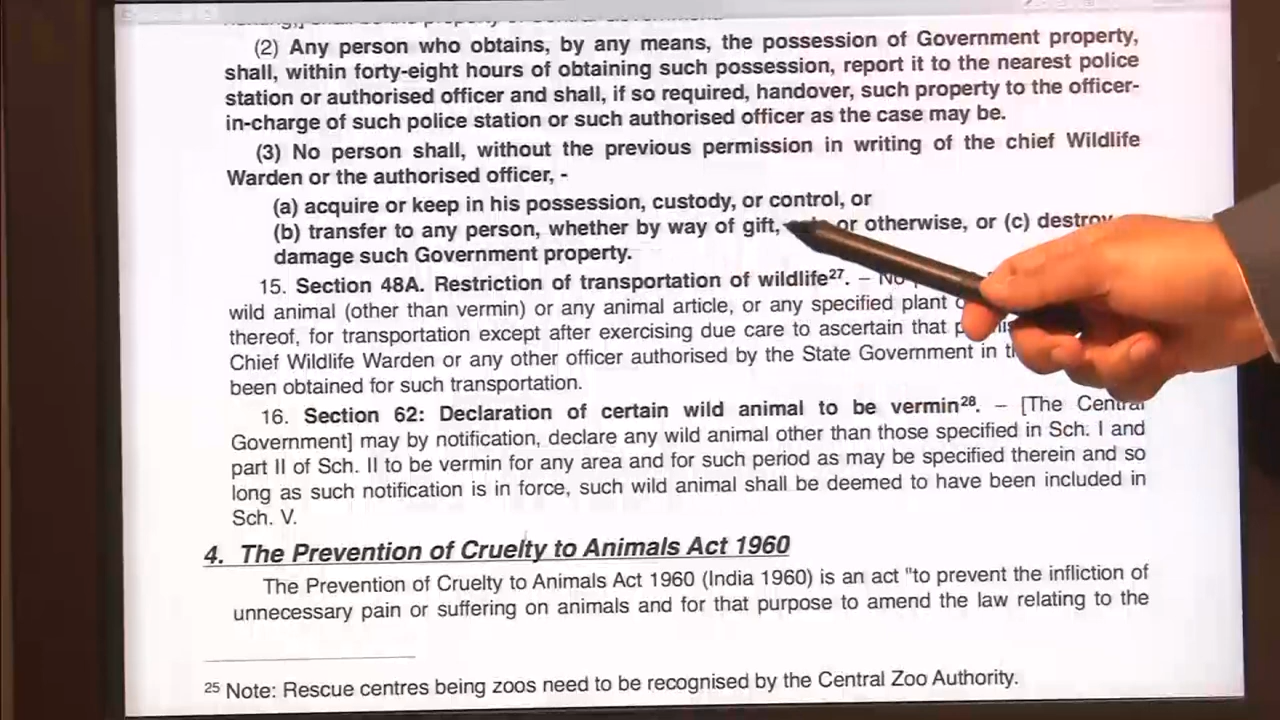 (2) Any person who obtains, by any means, the possession of Government property,
shall, within forty-eight hours of obtaining such possession, report it to the nearest police
station or authorised officer and shall, if so required, handover, such property to the officer-
in-charge of such police station or such authorised officer as the case may be.
(3) No person shall, without the previous permission in writing of the chief Wildlife
Warden or the authorised officer, -
(a) acquire or keep in his possession, custody, or control, or
(b) transfer to any person, whether by way of gift, or otherwise, or (c) destroy
damage such Government property.
15. Section 48A. Restriction of transportation of wildlife²⁷. – No
wild animal (other than vermin) or any animal article, or any specified plant
thereof, for transportation except after exercising due care to ascertain that
Chief Wildlife Warden or any other officer authorised by the State Government in
been obtained for such transportation.
16. Section 62: Declaration of certain wild animal to be vermin²⁸. – [The Central
Government] may by notification, declare any wild animal other than those specified in Sch. I and
part II of Sch. II to be vermin for any area and for such period as may be specified therein and so
long as such notification is in force, such wild animal shall be deemed to have been included in
Sch. V.
4. The Prevention of Cruelty to Animals Act 1960
The Prevention of Cruelty to Animals Act 1960 (India 1960) is an act "to prevent the infliction of
unnecessary pain or suffering on animals and for that purpose to amend the law relating to the
²⁵ Note: Rescue centres being zoos need to be recognised by the Central Zoo Authority.